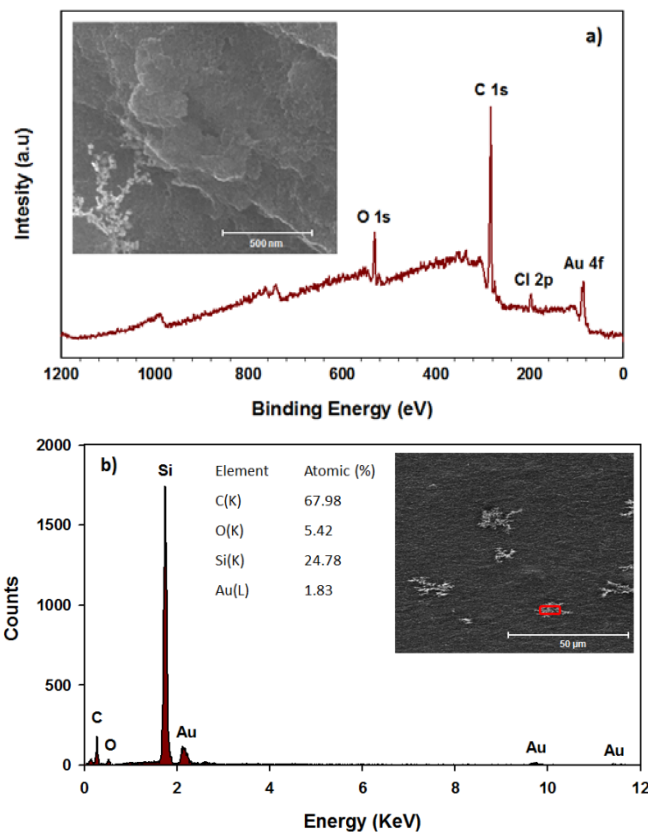 a)
Intesity (a.u)
C 1s
O 1s
Cl 2p
Au 4f
500 nm
1200 1000 800 600 400 200 0
Binding Energy (eV)
b)
2000
1500
1000
500
0
Counts
Si
Element Atomic (%)
C(K) 67.98
O(K) 5.42
Si(K) 24.78
Au(L) 1.83
50 µm
C
O
Au
Au
Au
0 2 4 6 8 10 12
Energy (KeV)